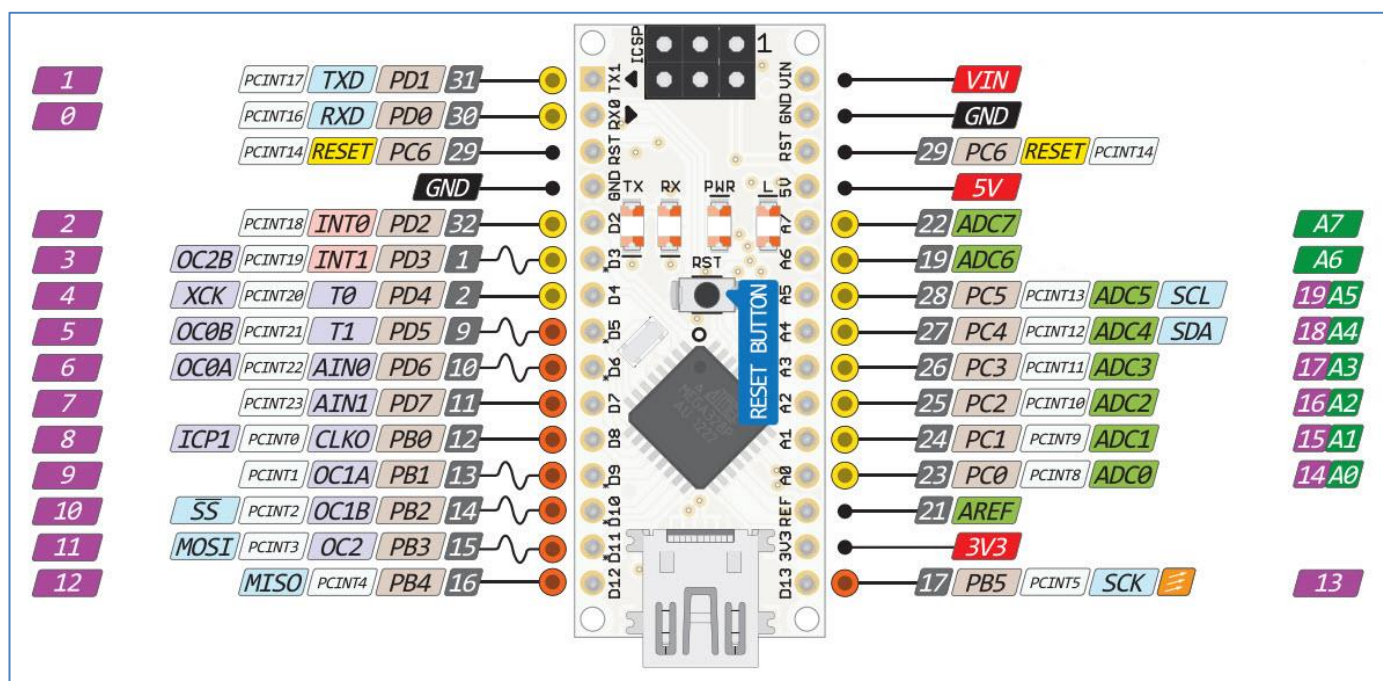 ICSP 1
1 PCINT17 TXD PD1 31 TX1 VIN VIN
0 PCINT16 RXD PD0 30 RX0 GND GND
PCINT14 RESET PC6 29 RST RST 29 PC6 RESET PCINT14
GND GND 5V 5V
TX RX PWR L
2 PCINT18 INT0 PD2 32 D2 A7 22 ADC7 A7
3 OC2B PCINT19 INT1 PD3 1 *D3 A6 19 ADC6 A6
RST
4 XCK PCINT20 T0 PD4 2 D4 A5 28 PC5 PCINT13 ADC5 SCL 19 A5
5 OC0B PCINT21 T1 PD5 9 *D5 A4 27 PC4 PCINT12 ADC4 SDA 18 A4
RESET BUTTON
6 OC0A PCINT22 AIN0 PD6 10 *D6 A3 26 PC3 PCINT11 ADC3 17 A3
7 PCINT23 AIN1 PD7 11 D7 A2 25 PC2 PCINT10 ADC2 16 A2
MEGA328P
AU 1227
8 ICP1 PCINT0 CLKO PB0 12 D8 A1 24 PC1 PCINT9 ADC1 15 A1
9 PCINT1 OC1A PB1 13 *D9 A0 23 PC0 PCINT8 ADC0 14 A0
10 SS PCINT2 OC1B PB2 14 *D10 REF 21 AREF
11 MOSI PCINT3 OC2 PB3 15 *D11 3V3 3V3
12 MISO PCINT4 PB4 16 D12 D13 17 PB5 PCINT5 SCK 13